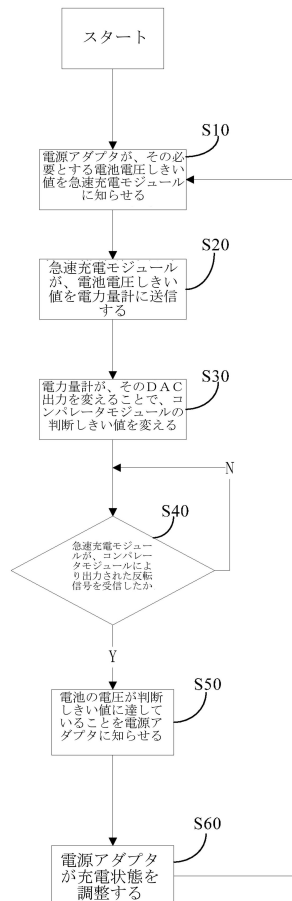 スタート
S10
電源アダプタが、その必
要とする電池電圧しきい
値を急速充電モジュール
に知らせる
S20
急速充電モジュール
が、電池電圧しきい
値を電力量計に送信
する
S30
電力量計が、そのＤＡＣ
出力を変えることで、コ
ンパレータモジュールの
判断しきい値を変える
N
S40
急速充電モジュー
ルが、コンパレー
タモジュールによ
り出力された反転
信号を受信したか
Y
S50
電池の電圧が判断
しきい値に達して
いることを電源ア
ダプタに知らせる
S60
電源アダプタ
が充電状態を
調整する